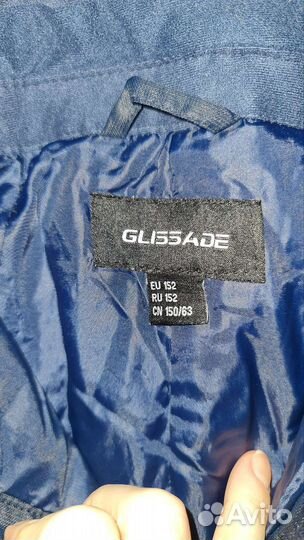 GLISSADE
EU 152
RU 152
CN 150/63
Avito